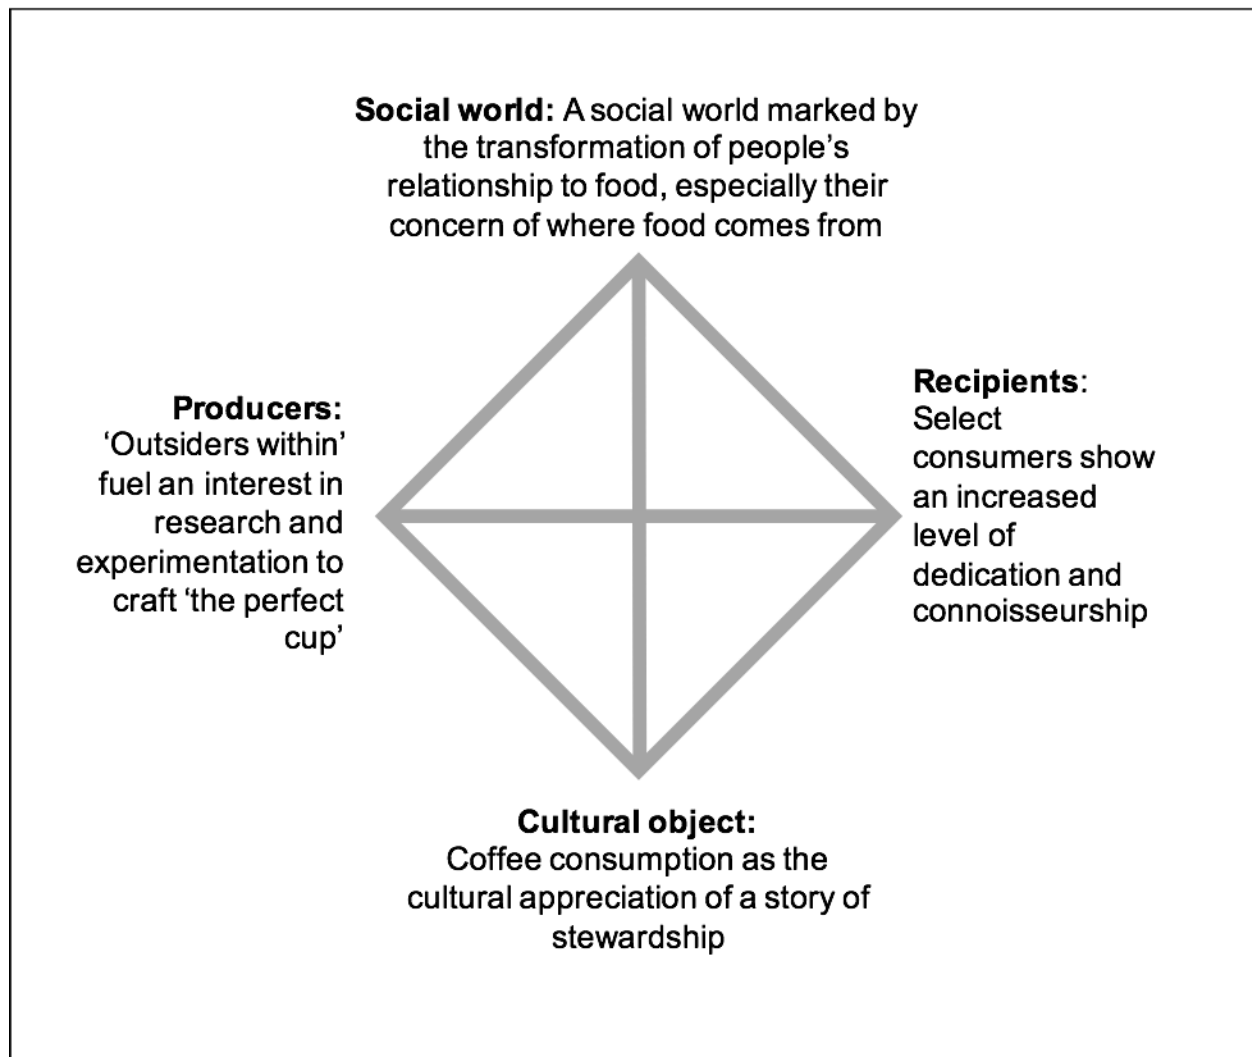 Social world: A social world marked by
the transformation of people’s
relationship to food, especially their
concern of where food comes from
Producers:
‘Outsiders within’
fuel an interest in
research and
experimentation to
craft ‘the perfect
cup’
Recipients:
Select
consumers show
an increased
level of
dedication and
connoisseurship
Cultural object:
Coffee consumption as the
cultural appreciation of a story of
stewardship